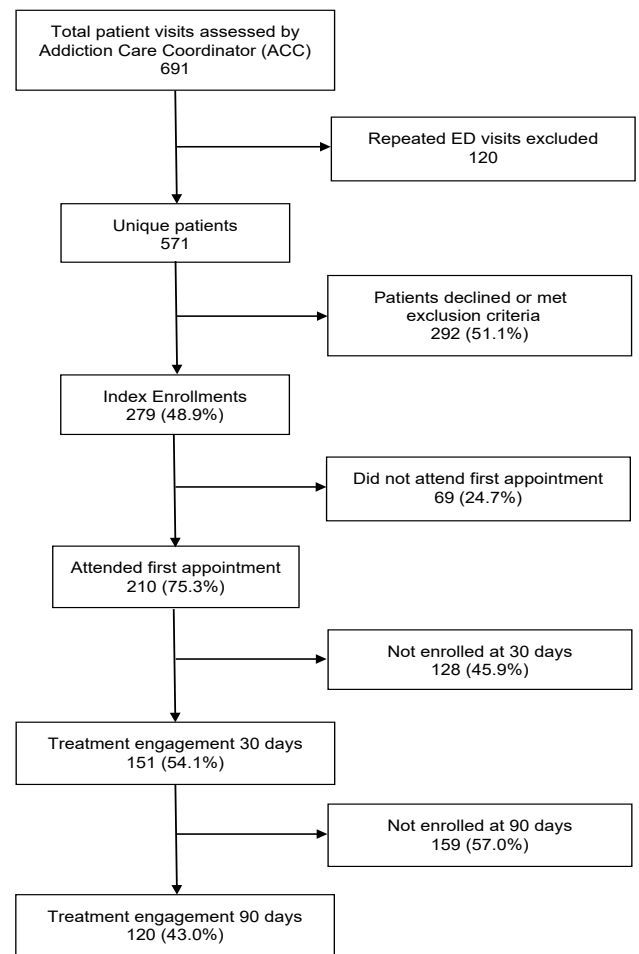 Total patient visits assessed by
Addiction Care Coordinator (ACC)
691
Repeated ED visits excluded
120
Unique patients
571
Patients declined or met
exclusion criteria
292 (51.1%)
Index Enrollments
279 (48.9%)
Did not attend first appointment
69 (24.7%)
Attended first appointment
210 (75.3%)
Not enrolled at 30 days
128 (45.9%)
Treatment engagement 30 days
151 (54.1%)
Not enrolled at 90 days
159 (57.0%)
Treatment engagement 90 days
120 (43.0%)